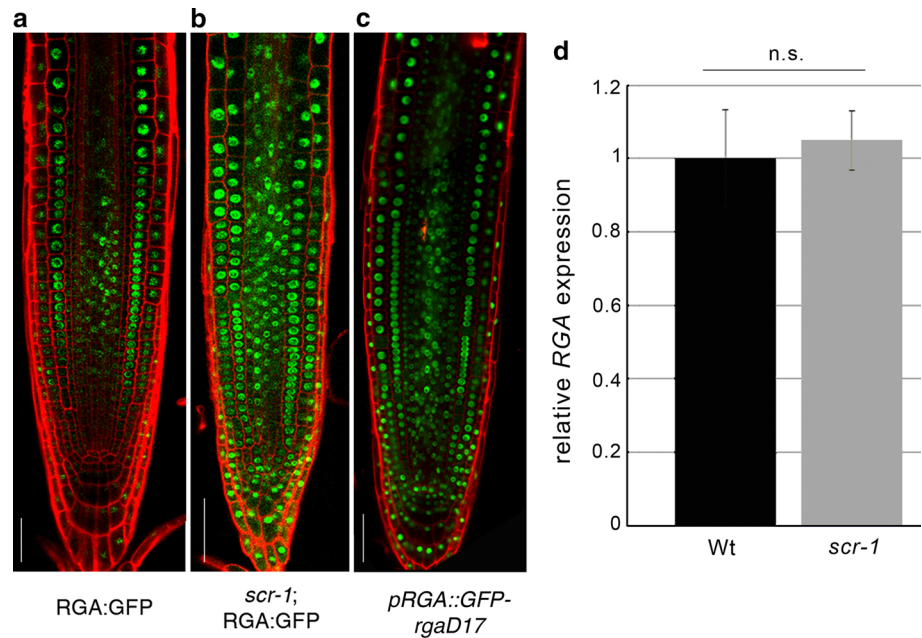 a
b
c
d
n.s.
1.2
1
0.8
0.6
0.4
0.2
0
relative RGA expression
Wt
scr-1
RGA:GFP
scr-1;
RGA:GFP
pRGA::GFP-
rgaD17